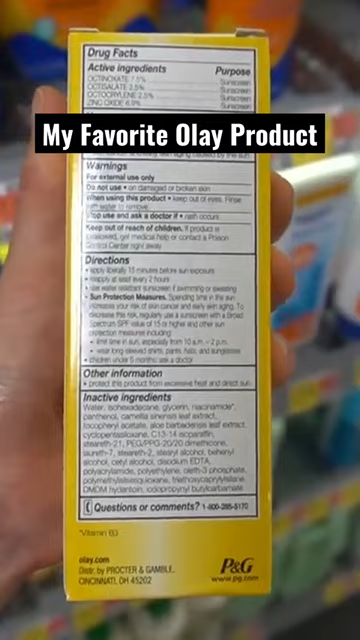 Drug Facts
Active ingredients Purpose
OCTINOXATE 7.5% Sunscreen
OCTISALATE 2.5% Sunscreen
OCTOCRYLENE 2.5% Sunscreen
ZINC OXIDE 6.9% Sunscreen
My Favorite Olay Product
aging caused by the sun
Warnings
For external use only
Do not use • on damaged or broken skin
When using this product • keep out of eyes. Rinse
with water to remove.
Stop use and ask a doctor if • rash occurs
Keep out of reach of children. If product is
swallowed, get medical help or contact a Poison
Control Center right away.
Directions
• apply liberally 15 minutes before sun exposure
• reapply at least every 2 hours
• use water resistant sunscreen if swimming or sweating
• Sun Protection Measures. Spending time in the sun
increases your risk of skin cancer and early skin aging. To
decrease this risk, regularly use a sunscreen with a Broad
Spectrum SPF value of 15 or higher and other sun
protection measures including:
• limit time in sun, especially from 10 a.m. – 2 p.m.
• wear long-sleeved shirts, pants, hats, and sunglasses
• children under 6 months: ask a doctor
Other information
• protect this product from excessive heat and direct sun
Inactive ingredients
Water, isohexadecane, glycerin, niacinamide*,
panthenol, camellia sinensis leaf extract,
tocopheryl acetate, aloe barbadensis leaf extract,
cyclopentasiloxane, C13-14 isoparaffin,
steareth-21, PEG/PPG-20/20 dimethicone,
laureth-7, steareth-2, stearyl alcohol, behenyl
alcohol, cetyl alcohol, disodium EDTA,
polyacrylamide, polyethylene, oleth-3 phosphate,
polymethylsilsesquioxane, triethoxycaprylylsilane,
DMDM hydantoin, iodopropynyl butylcarbamate
Questions or comments? 1-800-285-5170
*Vitamin B3
olay.com
Distr. by PROCTER & GAMBLE,
CINCINNATI, OH 45202
P&G
www.pg.com